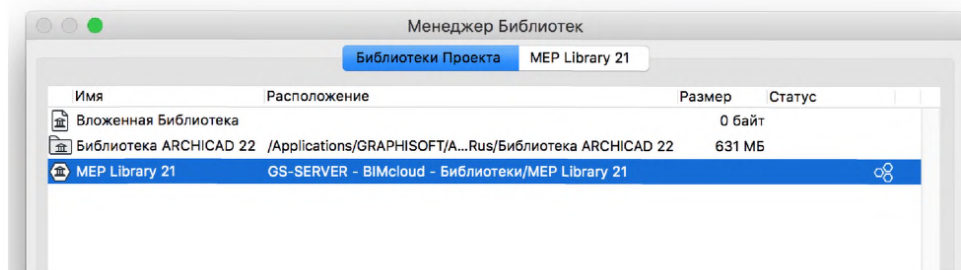 Менеджер Библиотек
Библиотеки Проекта MEP Library 21
Имя Расположение Размер Статус
Вложенная Библиотека 0 байт
Библиотека ARCHICAD 22 /Applications/GRAPHISOFT/A...Rus/Библиотека ARCHICAD 22 631 МБ
MEP Library 21 GS-SERVER - BIMcloud - Библиотеки/MEP Library 21